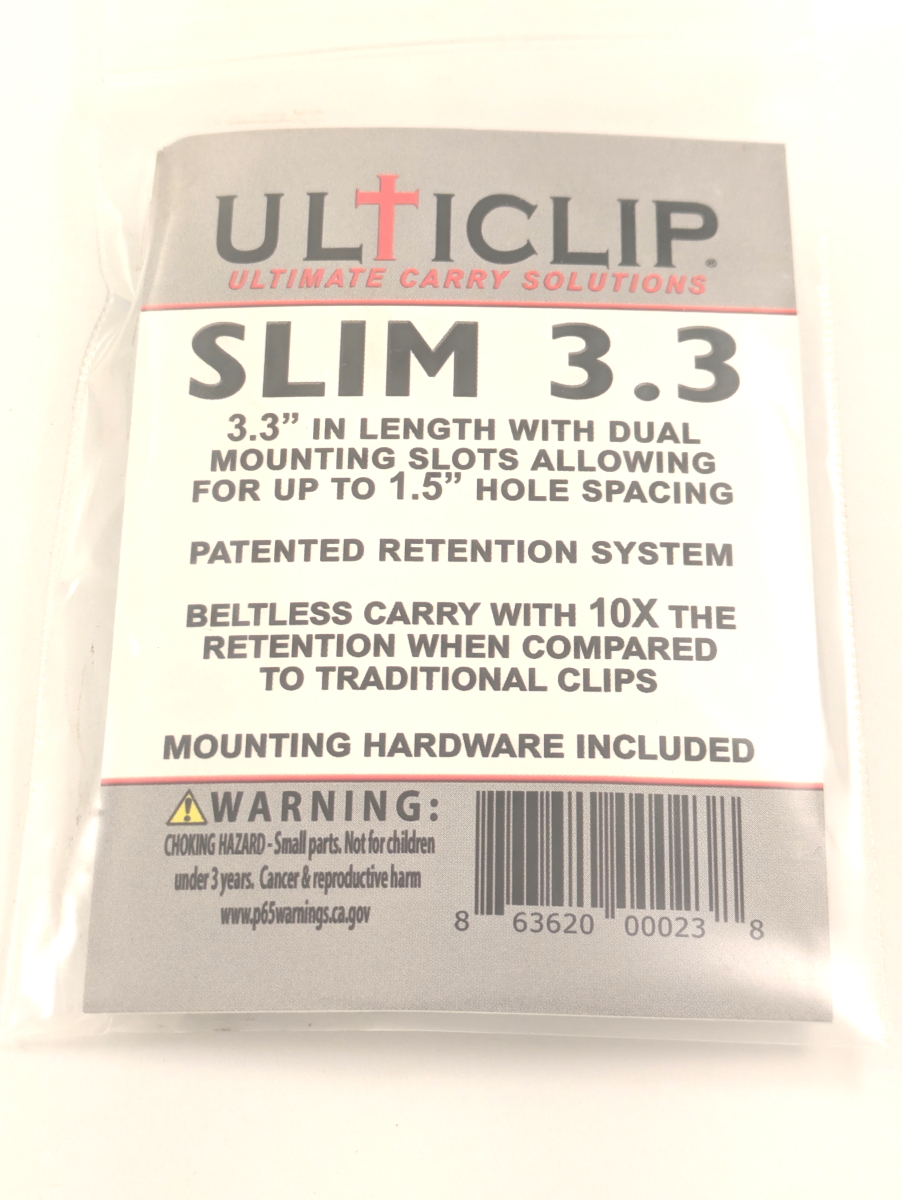 ULTICLIP®
ULTIMATE CARRY SOLUTIONS
SLIM 3.3
3.3” IN LENGTH WITH DUAL
MOUNTING SLOTS ALLOWING
FOR UP TO 1.5” HOLE SPACING
PATENTED RETENTION SYSTEM
BELTLESS CARRY WITH 10X THE
RETENTION WHEN COMPARED
TO TRADITIONAL CLIPS
MOUNTING HARDWARE INCLUDED
WARNING:
CHOKING HAZARD - Small parts. Not for children
under 3 years. Cancer & reproductive harm
www.p65warnings.ca.gov
8 63620 00023 8